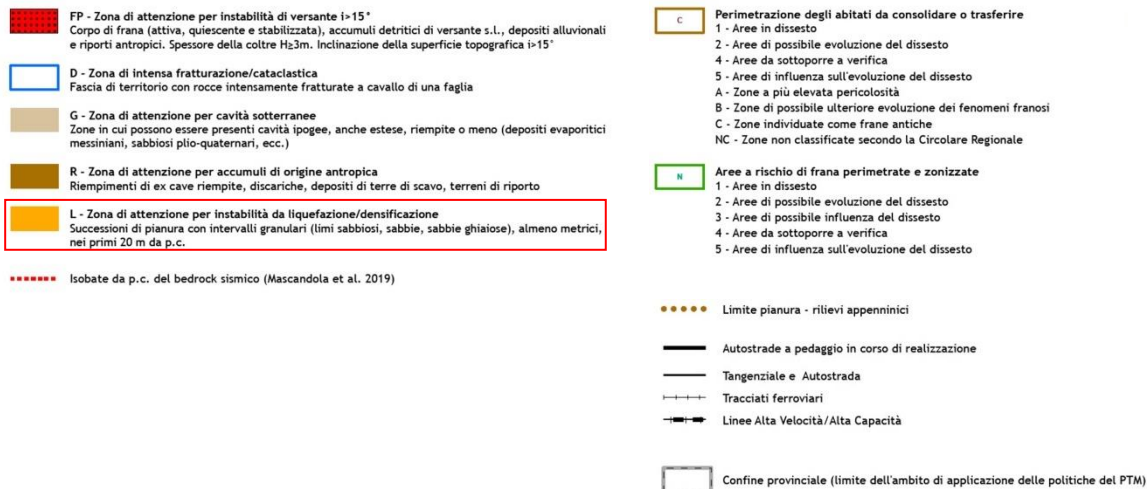 FP - Zona di attenzione per instabilità di versante i>15°
Corpo di frana (attiva, quiescente e stabilizzata), accumuli detritici di versante s.l., depositi alluvionali
e riporti antropici. Spessore della coltre H≥3m. Inclinazione della superficie topografica i>15°
D - Zona di intensa fratturazione/cataclastica
Fascia di territorio con rocce intensamente fratturate a cavallo di una faglia
G - Zona di attenzione per cavità sotterranee
Zone in cui possono essere presenti cavità ipogee, anche estese, riempite o meno (depositi evaporitici
messiniani, sabbiosi plio-quaternari, ecc.)
R - Zona di attenzione per accumuli di origine antropica
Riempimenti di ex cave riempite, discariche, depositi di terre di scavo, terreni di riporto
L - Zona di attenzione per instabilità da liquefazione/densificazione
Successioni di pianura con intervalli granulari (limi sabbiosi, sabbie, sabbie ghiaiose), almeno metrici,
nei primi 20 m da p.c.
Isobate da p.c. del bedrock sismico (Mascandola et al. 2019)
C
Perimetrazione degli abitati da consolidare o trasferire
1 - Aree in dissesto
2 - Aree di possibile evoluzione del dissesto
4 - Aree da sottoporre a verifica
5 - Aree di influenza sull'evoluzione del dissesto
A - Zone a più elevata pericolosità
B - Zone di possibile ulteriore evoluzione dei fenomeni franosi
C - Zone individuate come frane antiche
NC - Zone non classificate secondo la Circolare Regionale
N
Aree a rischio di frana perimetrate e zonizzate
1 - Aree in dissesto
2 - Aree di possibile evoluzione del dissesto
3 - Aree di possibile influenza del dissesto
4 - Aree da sottoporre a verifica
5 - Aree di influenza sull'evoluzione del dissesto
Limite pianura - rilievi appenninici
Autostrade a pedaggio in corso di realizzazione
Tangenziale e Autostrada
Tracciati ferroviari
Linee Alta Velocità/Alta Capacità
Confine provinciale (limite dell'ambito di applicazione delle politiche del PTM)